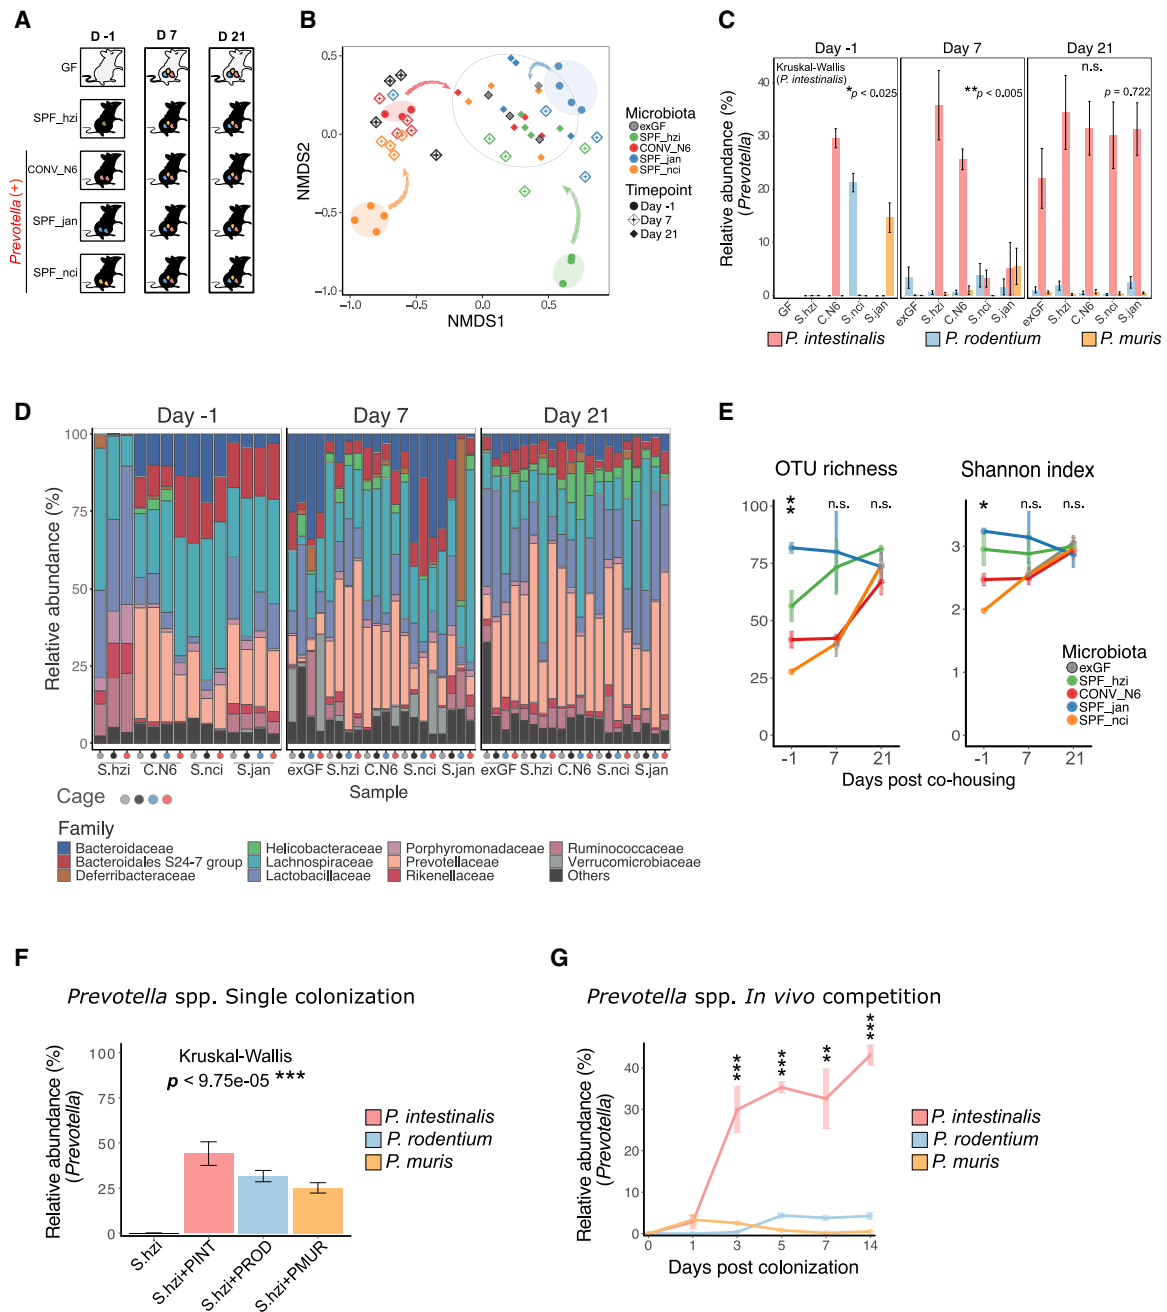 A
D -1 D 7 D 21
GF
SPF_hzi
CONV_N6
SPF_jan
SPF_nci
Prevotella (+)
B
NMDS2
0.5
0.0
−0.5
−1.0
−1.0 −0.5 0.0 0.5
NMDS1
Microbiota
exGF
SPF_hzi
CONV_N6
SPF_jan
SPF_nci
Timepoint
Day -1
Day 7
Day 21
C
Day -1 Day 7 Day 21
Relative abundance (%)
(Prevotella)
40
30
20
10
0
Kruskal-Wallis
(P. intestinalis)
*p < 0.025
**p < 0.005
n.s.
p = 0.722
GF S.hzi C.N6 S.nci S.jan
exGF S.hzi C.N6 S.nci S.jan
exGF S.hzi C.N6 S.nci S.jan
P. intestinalis P. rodentium P. muris
D
Day -1 Day 7 Day 21
Relative abundance (%)
100
75
50
25
0
S.hzi C.N6 S.nci S.jan exGF S.hzi C.N6 S.nci S.jan exGF S.hzi C.N6 S.nci S.jan
Sample
Cage
Family
Bacteroidaceae
Bacteroidales S24-7 group
Deferribacteraceae
Helicobacteraceae
Lachnospiraceae
Lactobacillaceae
Porphyromonadaceae
Prevotellaceae
Rikenellaceae
Ruminococcaceae
Verrucomicrobiaceae
Others
E
OTU richness
100
75
50
25
0
** n.s. n.s.
-1 7 21
Shannon index
3
2
1
0
* n.s. n.s.
-1 7 21
Days post co-housing
Microbiota
exGF
SPF_hzi
CONV_N6
SPF_jan
SPF_nci
F
Prevotella spp. Single colonization
Relative abundance (%)
(Prevotella)
100
75
50
25
0
Kruskal-Wallis
p < 9.75e-05 ***
S.hzi
S.hzi+PINT
S.hzi+PROD
S.hzi+PMUR
P. intestinalis
P. rodentium
P. muris
G
Prevotella spp. In vivo competition
Relative abundance (%)
(Prevotella)
40
30
20
10
0
*** *** ** ***
0 1 3 5 7 14
Days post colonization
P. intestinalis
P. rodentium
P. muris